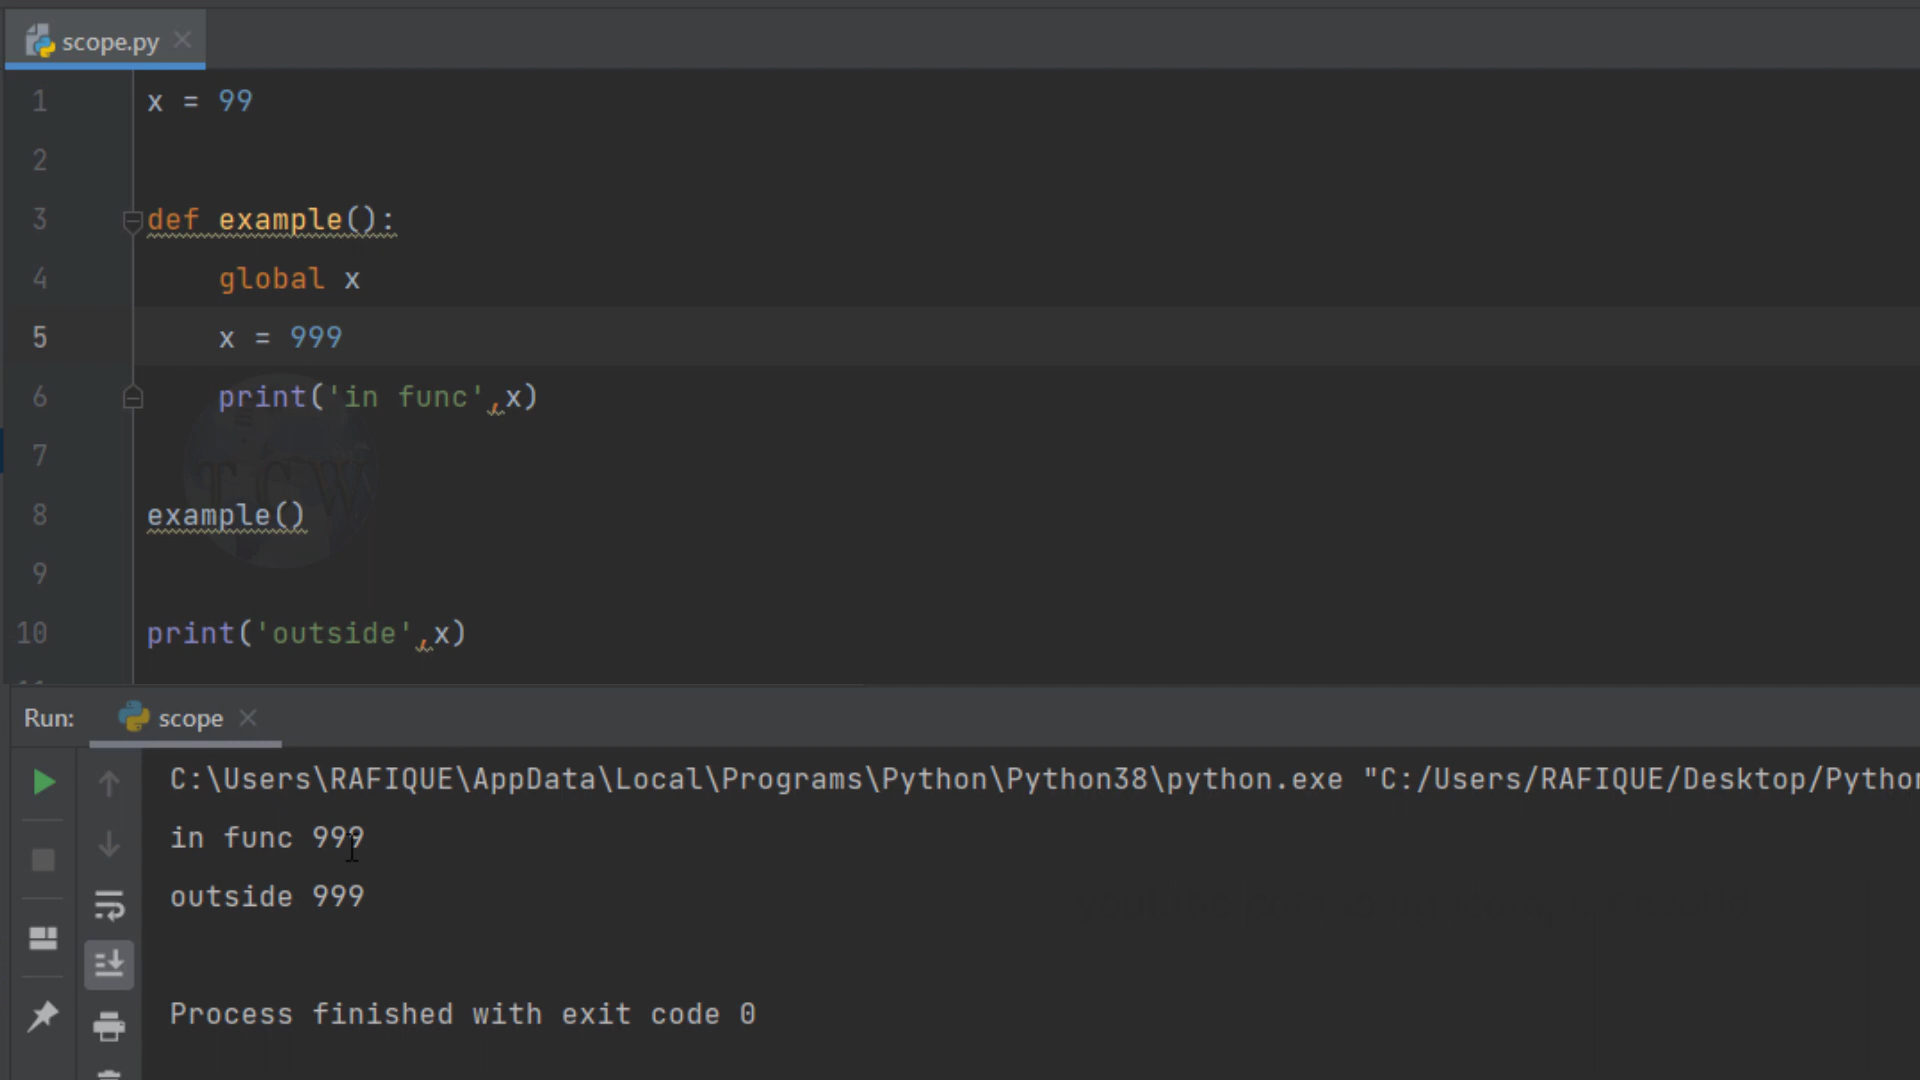 scope.py
1 x = 99
2
3 def example():
4 global x
5 x = 999
6 print('in func',x)
7
TCW
8 example()
9
10 print('outside',x)
Run: scope
C:\Users\RAFIQUE\AppData\Local\Programs\Python\Python38\python.exe "C:/Users/RAFIQUE/Desktop/Python
in func 999
outside 999
Process finished with exit code 0